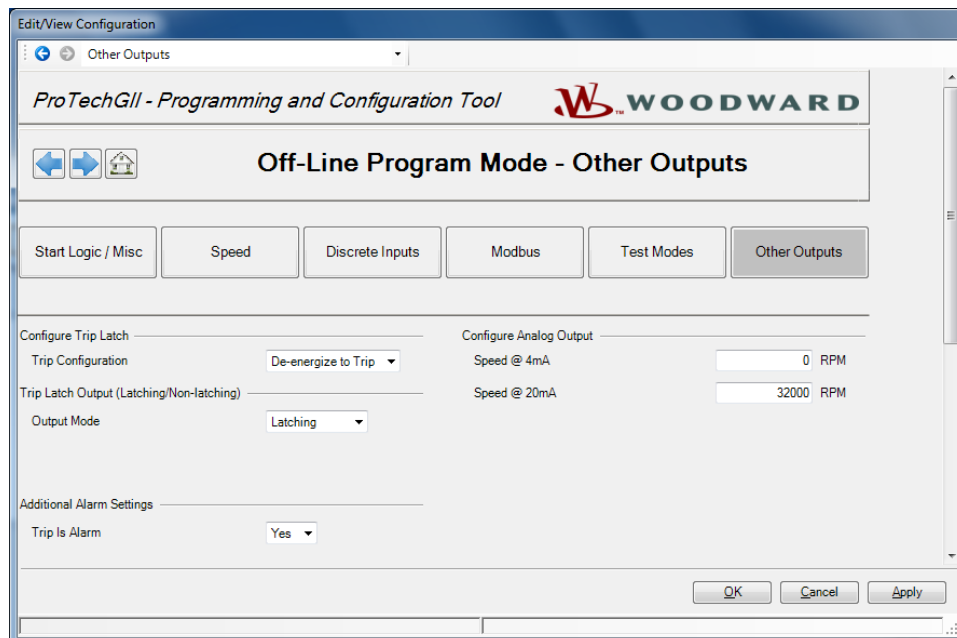 Edit/View Configuration
Other Outputs
ProTechGII - Programming and Configuration Tool
WOODWARD
Off-Line Program Mode - Other Outputs
Start Logic / Misc Speed Discrete Inputs Modbus Test Modes Other Outputs
Configure Trip Latch Configure Analog Output
Trip Configuration De-energize to Trip Speed @ 4mA 0 RPM
Trip Latch Output (Latching/Non-latching) Speed @ 20mA 32000 RPM
Output Mode Latching
Additional Alarm Settings
Trip Is Alarm Yes
OK Cancel Apply